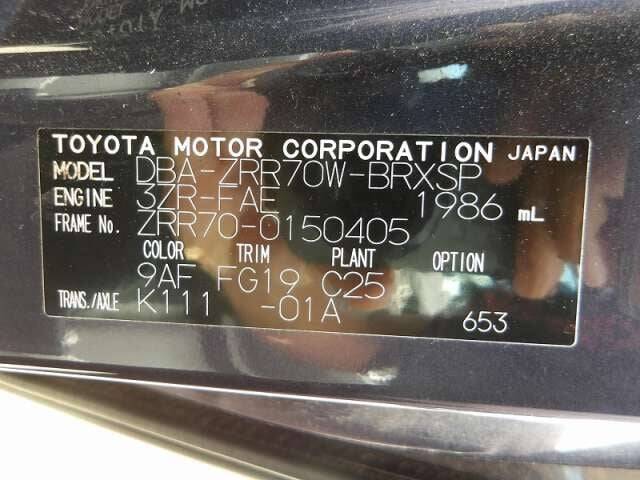 TOYOTA MOTOR CORPORATION JAPAN
MODEL DBA-ZRR70W-BRXSP
ENGINE 3ZR-FAE 1986 mL
FRAME No. ZRR70-0150405
COLOR TRIM PLANT OPTION
9AF FG19 C25
TRANS./AXLE K111 -01A
653